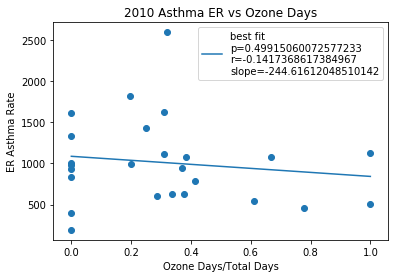 2010 Asthma ER vs Ozone Days
best fit
p=0.49915060072577233
r=-0.1417368617384967
slope=-244.61612048510142
2500
2000
1500
1000
500
ER Asthma Rate
0.0 0.2 0.4 0.6 0.8 1.0
Ozone Days/Total Days